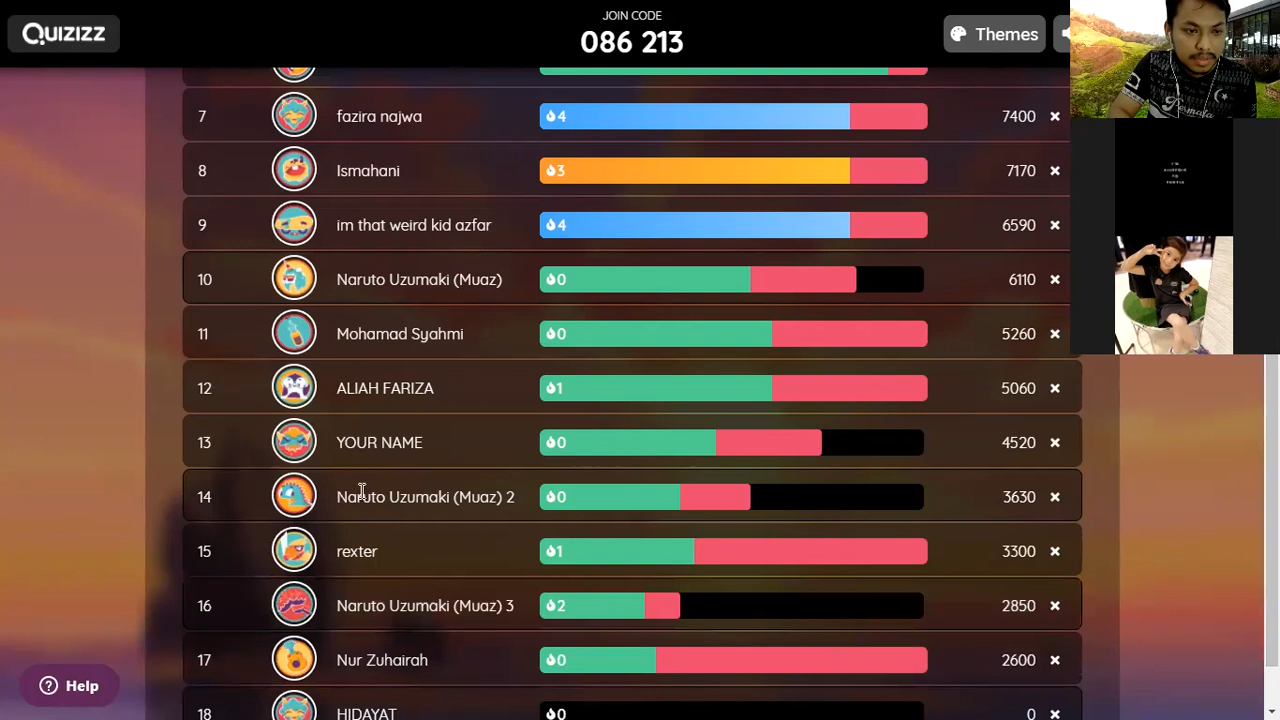 Quizizz
JOIN CODE
086 213
Themes
7 fazira najwa 4 7400 ×
8 Ismahani 3 7170 ×
9 im that weird kid azfar 4 6590 ×
10 Naruto Uzumaki (Muaz) 0 6110 ×
11 Mohamad Syahmi 0 5260 ×
12 ALIAH FARIZA 1 5060 ×
13 YOUR NAME 0 4520 ×
14 Naruto Uzumaki (Muaz) 2 0 3630 ×
15 rexter 1 3300 ×
16 Naruto Uzumaki (Muaz) 3 2 2850 ×
17 Nur Zuhairah 0 2600 ×
18 HIDAYAT 0 0 ×
Help